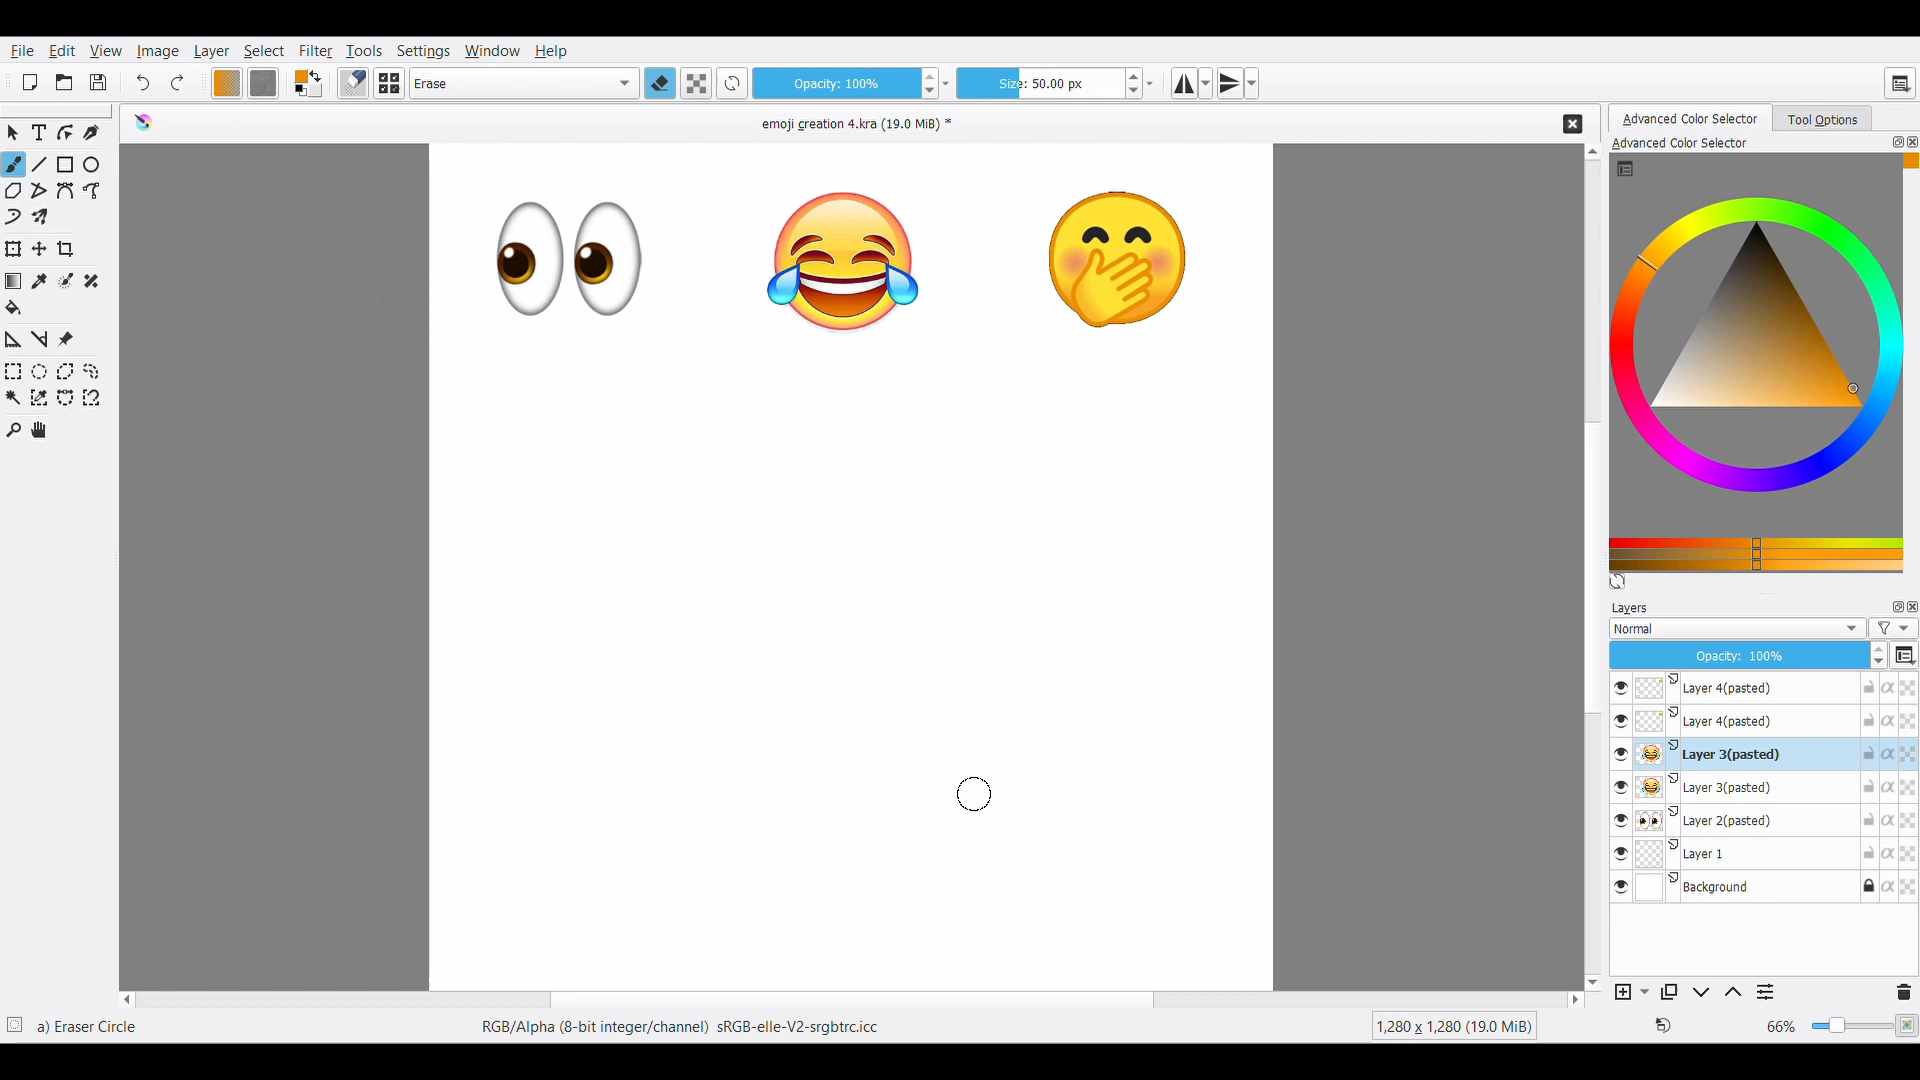 File Edit View Image Layer Select Filter Tools Settings Window Help
Erase Opacity: 100% Size: 50.00 px
emoji creation 4.kra (19.0 MiB) *
Advanced Color Selector Tool Options
Advanced Color Selector
Layers
Normal
Opacity: 100%
Layer 4(pasted)
Layer 4(pasted)
Layer 3(pasted)
Layer 3(pasted)
Layer 2(pasted)
Layer 1
Background
a) Eraser Circle RGB/Alpha (8-bit integer/channel) sRGB-elle-V2-srgbtrc.icc 1,280 x 1,280 (19.0 MiB) 66%